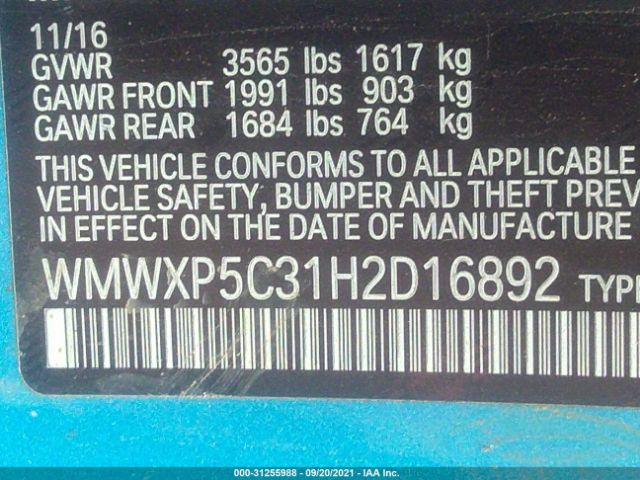 11/16
GVWR 3565 lbs 1617 kg
GAWR FRONT 1991 lbs 903 kg
GAWR REAR 1684 lbs 764 kg
THIS VEHICLE CONFORMS TO ALL APPLICABLE
VEHICLE SAFETY, BUMPER AND THEFT PREV
IN EFFECT ON THE DATE OF MANUFACTURE
WMWXP5C31H2D16892 TYPE
000-31255988 - 09/20/2021 - IAA Inc.